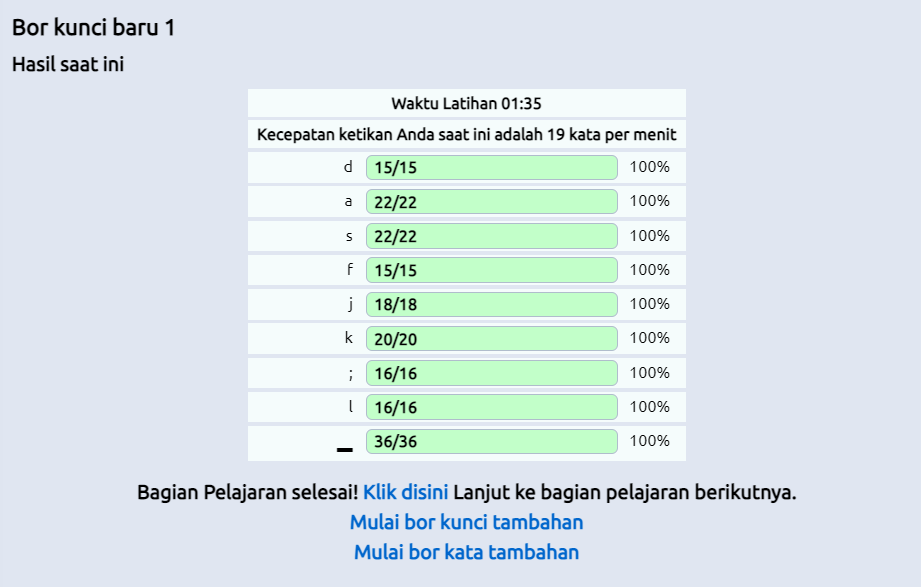 Bor kunci baru 1
Hasil saat ini
Waktu Latihan 01:35
Kecepatan ketikan Anda saat ini adalah 19 kata per menit
d 15/15 100%
a 22/22 100%
s 22/22 100%
f 15/15 100%
j 18/18 100%
k 20/20 100%
; 16/16 100%
l 16/16 100%
_ 36/36 100%
Bagian Pelajaran selesai! Klik disini Lanjut ke bagian pelajaran berikutnya.
Mulai bor kunci tambahan
Mulai bor kata tambahan